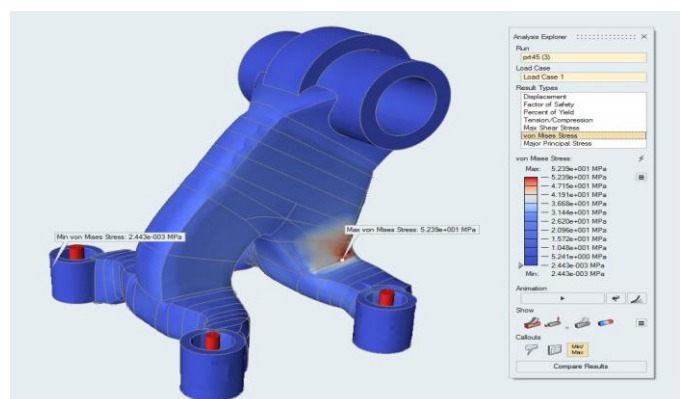 Analysis Explorer
Run
prt45 (3)
Load Case
Load Case 1
Result Types
Displacement
Factor of Safety
Percent of Yield
Tension/Compression
Max Shear Stress
von Mises Stress
Major Principal Stress
von Mises Stress:
Max: 5.239e+001 MPa
5.239e+001 MPa
4.715e+001 MPa
4.191e+001 MPa
3.668e+001 MPa
3.144e+001 MPa
2.620e+001 MPa
2.096e+001 MPa
1.572e+001 MPa
1.048e+001 MPa
5.241e+000 MPa
2.443e-003 MPa
Min: 2.443e-003 MPa
Animation
Show
Callouts
Min/
Max
Compare Results
Min von Mises Stress: 2.443e-003 MPa
Max von Mises Stress: 5.239e+001 MPa